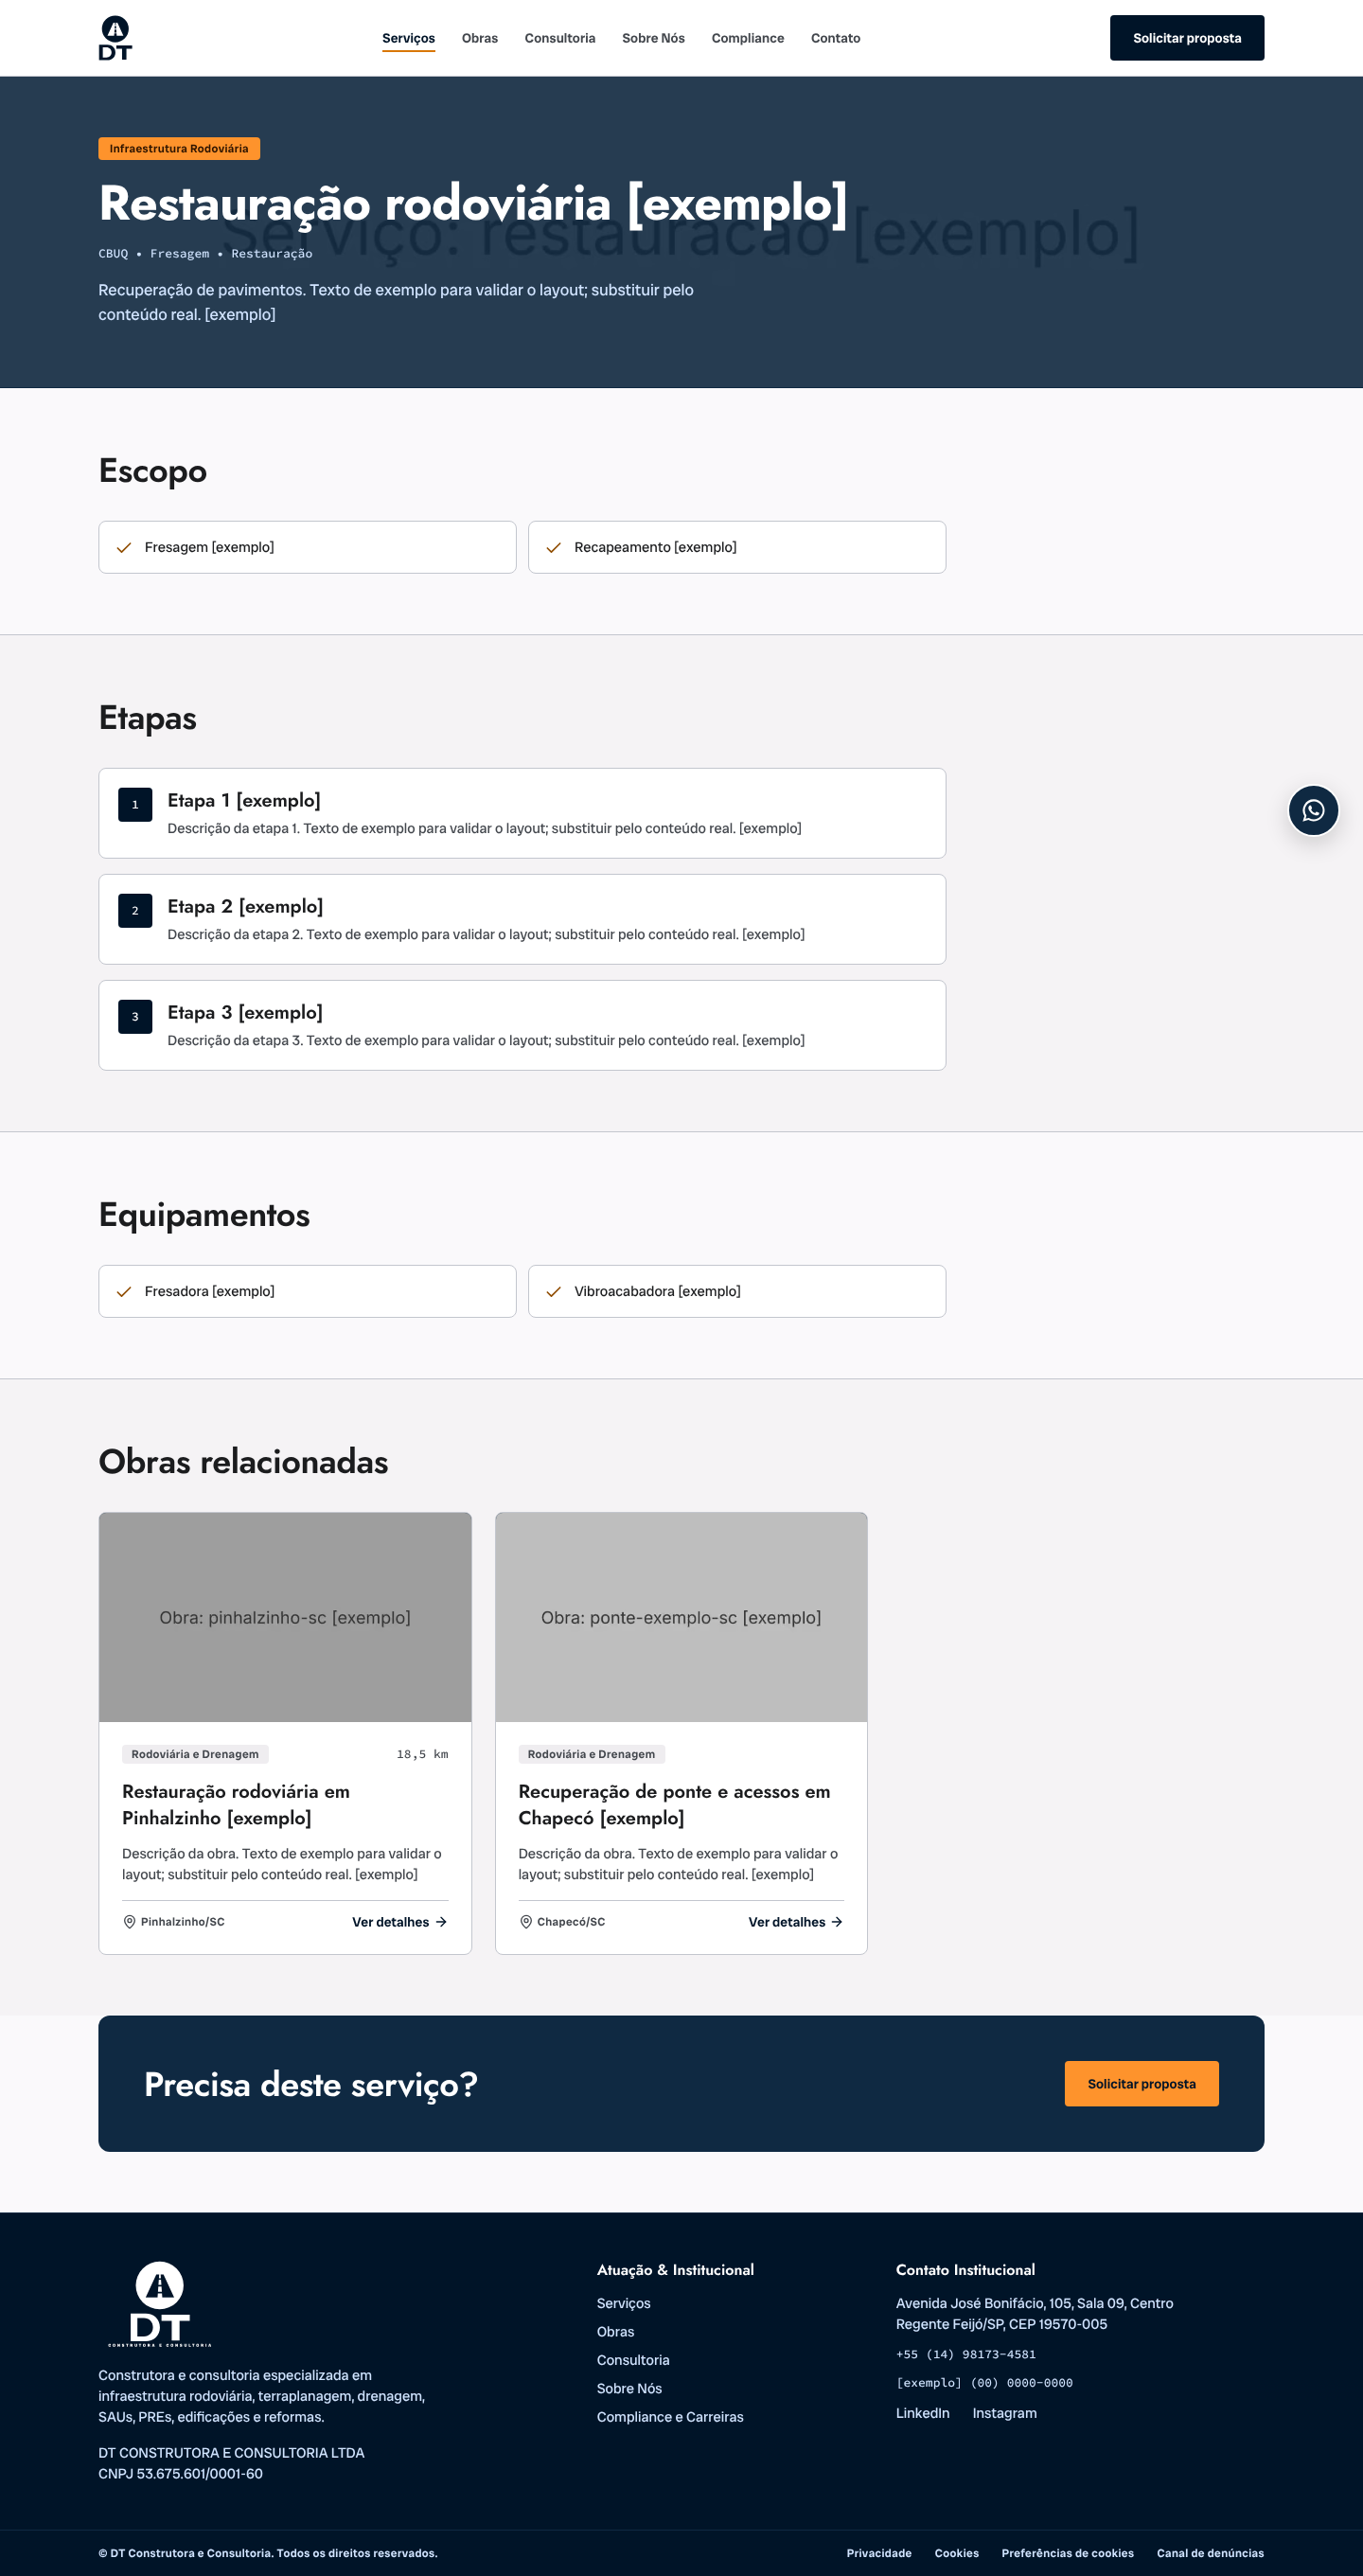 DT
Serviços
Obras
Consultoria
Sobre Nós
Compliance
Contato
Solicitar proposta
Infraestrutura Rodoviária
Restauração rodoviária [exemplo]
Serviço: restauracao [exemplo]
CBUQ • Fresagem • Restauração
Recuperação de pavimentos. Texto de exemplo para validar o layout; substituir pelo
conteúdo real. [exemplo]
Escopo
Fresagem [exemplo]
Recapeamento [exemplo]
Etapas
1
Etapa 1 [exemplo]
Descrição da etapa 1. Texto de exemplo para validar o layout; substituir pelo conteúdo real. [exemplo]
2
Etapa 2 [exemplo]
Descrição da etapa 2. Texto de exemplo para validar o layout; substituir pelo conteúdo real. [exemplo]
3
Etapa 3 [exemplo]
Descrição da etapa 3. Texto de exemplo para validar o layout; substituir pelo conteúdo real. [exemplo]
Equipamentos
Fresadora [exemplo]
Vibroacabadora [exemplo]
Obras relacionadas
Obra: pinhalzinho-sc [exemplo]
Rodoviária e Drenagem
18,5 km
Restauração rodoviária em
Pinhalzinho [exemplo]
Descrição da obra. Texto de exemplo para validar o
layout; substituir pelo conteúdo real. [exemplo]
Pinhalzinho/SC
Ver detalhes →
Obra: ponte-exemplo-sc [exemplo]
Rodoviária e Drenagem
Recuperação de ponte e acessos em
Chapecó [exemplo]
Descrição da obra. Texto de exemplo para validar o
layout; substituir pelo conteúdo real. [exemplo]
Chapecó/SC
Ver detalhes →
Precisa deste serviço?
Solicitar proposta
DT
CONSTRUTORA E CONSULTORIA
Construtora e consultoria especializada em
infraestrutura rodoviária, terraplanagem, drenagem,
SAUs, PREs, edificações e reformas.
DT CONSTRUTORA E CONSULTORIA LTDA
CNPJ 53.675.601/0001-60
Atuação & Institucional
Serviços
Obras
Consultoria
Sobre Nós
Compliance e Carreiras
Contato Institucional
Avenida José Bonifácio, 105, Sala 09, Centro
Regente Feijó/SP, CEP 19570-005
+55 (14) 98173-4581
[exemplo] (00) 0000-0000
LinkedIn
Instagram
© DT Construtora e Consultoria. Todos os direitos reservados.
Privacidade
Cookies
Preferências de cookies
Canal de denúncias